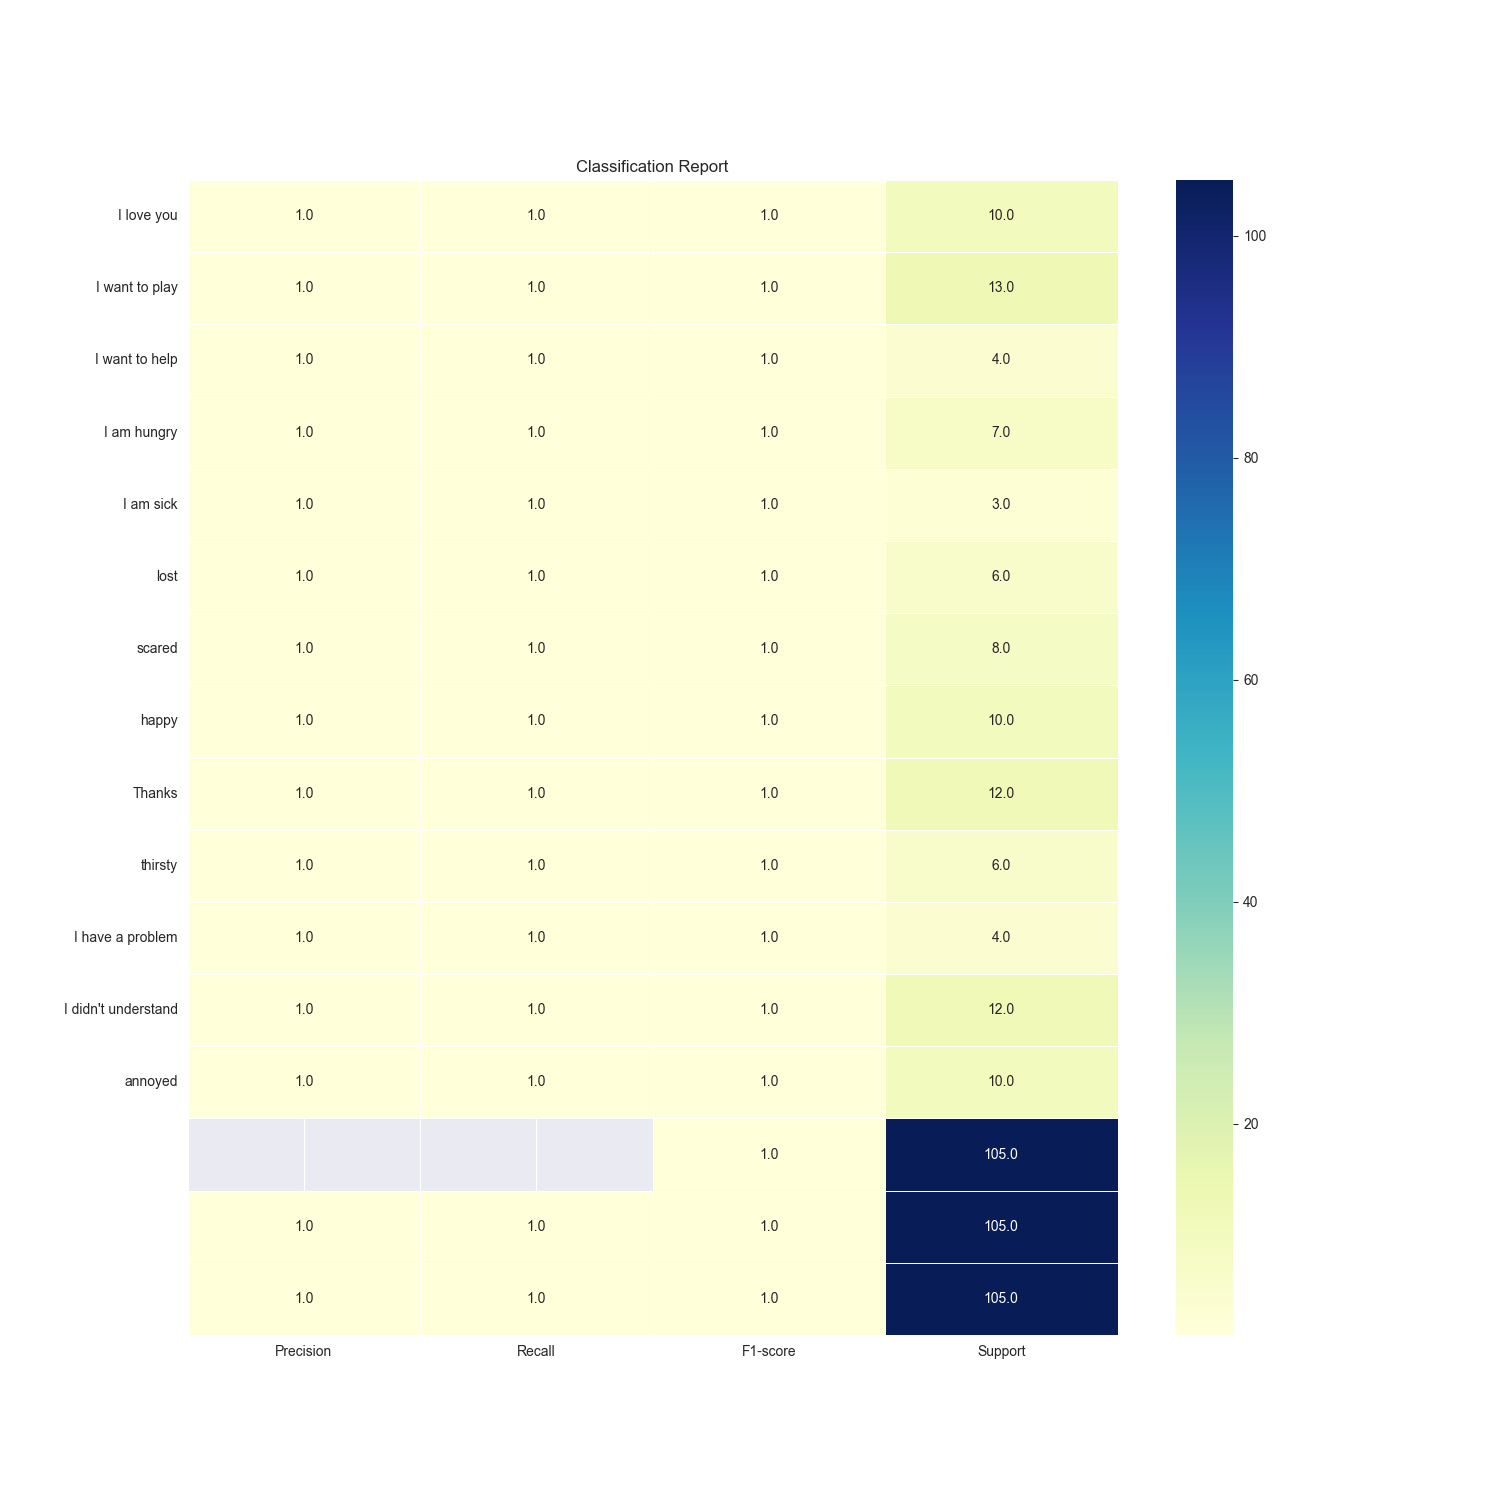 Classification Report
I love you 1.0 1.0 1.0 10.0
I want to play 1.0 1.0 1.0 13.0
I want to help 1.0 1.0 1.0 4.0
I am hungry 1.0 1.0 1.0 7.0
I am sick 1.0 1.0 1.0 3.0
lost 1.0 1.0 1.0 6.0
scared 1.0 1.0 1.0 8.0
happy 1.0 1.0 1.0 10.0
Thanks 1.0 1.0 1.0 12.0
thirsty 1.0 1.0 1.0 6.0
I have a problem 1.0 1.0 1.0 4.0
I didn't understand 1.0 1.0 1.0 12.0
annoyed 1.0 1.0 1.0 10.0
1.0 105.0
1.0 1.0 1.0 105.0
1.0 1.0 1.0 105.0
Precision Recall F1-score Support
100
80
60
40
20